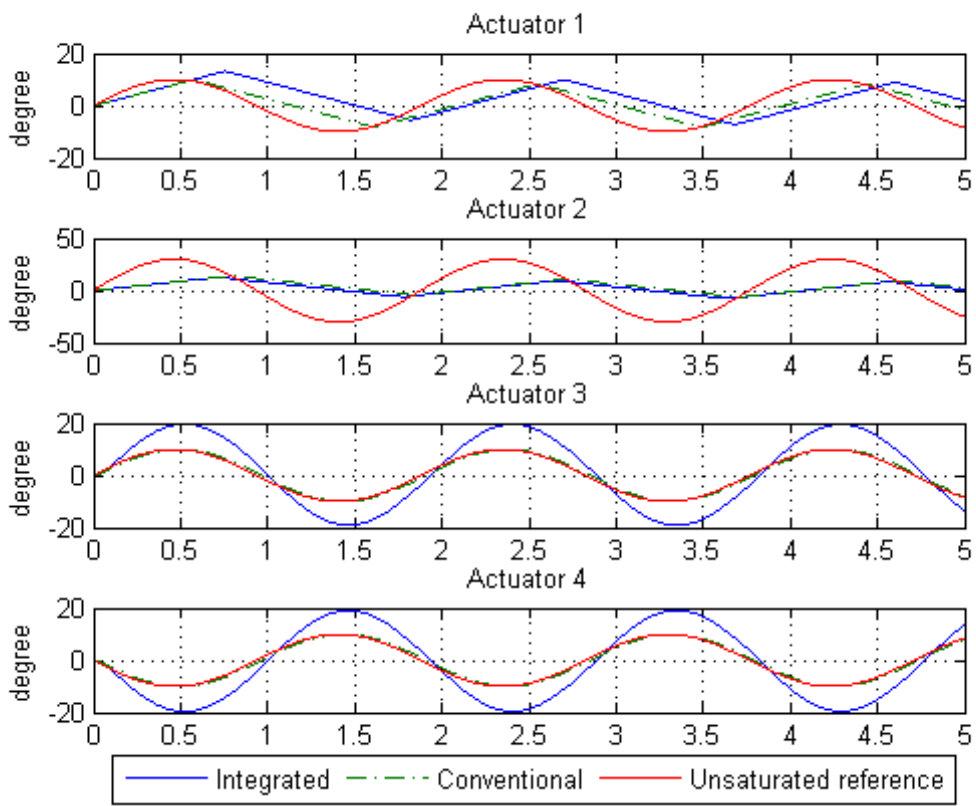 Actuator 1
degree
20
0
-20
0 0.5 1 1.5 2 2.5 3 3.5 4 4.5 5
Actuator 2
degree
50
0
-50
0 0.5 1 1.5 2 2.5 3 3.5 4 4.5 5
Actuator 3
degree
20
0
-20
0 0.5 1 1.5 2 2.5 3 3.5 4 4.5 5
Actuator 4
degree
20
0
-20
0 0.5 1 1.5 2 2.5 3 3.5 4 4.5 5
Integrated Conventional Unsaturated reference